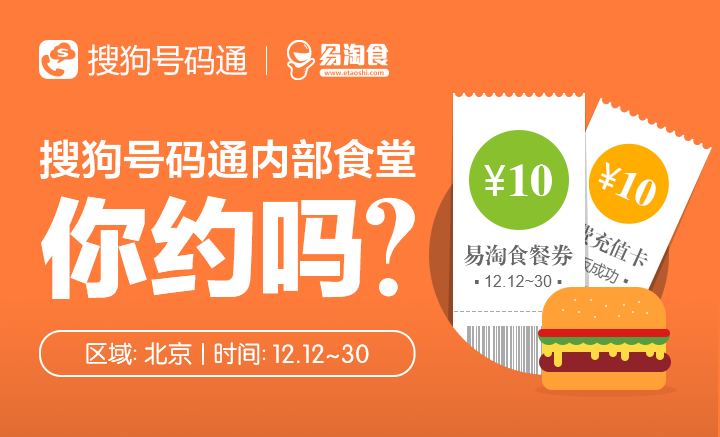 搜狗号码通 | 易淘食
www.etaoshi.com
搜狗号码通内部食堂
你约吗?
区域: 北京 | 时间: 12.12~30
¥10
易淘食餐券
▪ 12.12~30 ▪
¥10
充值卡
成功 ▪